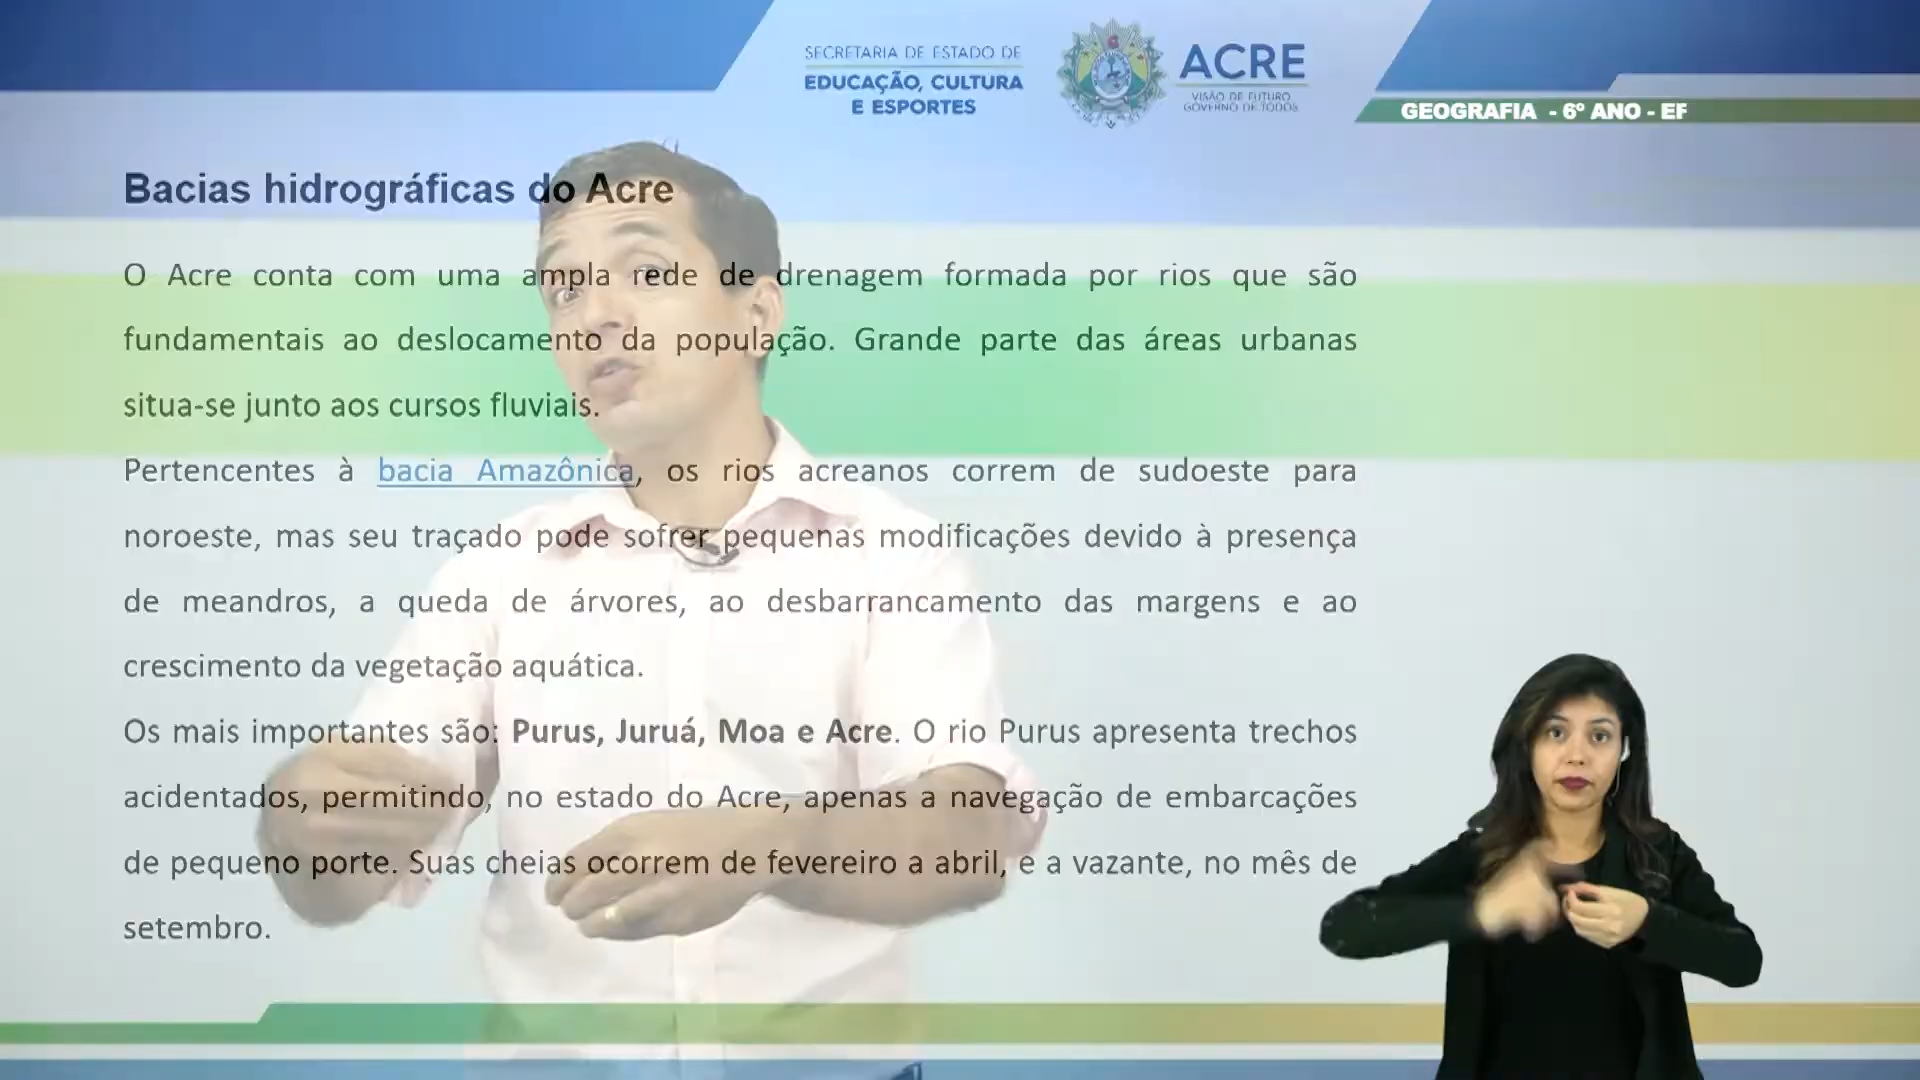 SECRETARIA DE ESTADO DE
EDUCAÇÃO, CULTURA
E ESPORTES
ACRE
VISÃO DE FUTURO
GOVERNO DE TODOS
GEOGRAFIA - 6º ANO - EF
Bacias hidrográficas do Acre
O Acre conta com uma ampla rede de drenagem formada por rios que são
fundamentais ao deslocamento da população. Grande parte das áreas urbanas
situa-se junto aos cursos fluviais.
Pertencentes à bacia Amazônica, os rios acreanos correm de sudoeste para
noroeste, mas seu traçado pode sofrer pequenas modificações devido à presença
de meandros, a queda de árvores, ao desbarrancamento das margens e ao
crescimento da vegetação aquática.
Os mais importantes são: Purus, Juruá, Moa e Acre. O rio Purus apresenta trechos
acidentados, permitindo, no estado do Acre, apenas a navegação de embarcações
de pequeno porte. Suas cheias ocorrem de fevereiro a abril, e a vazante, no mês de
setembro.